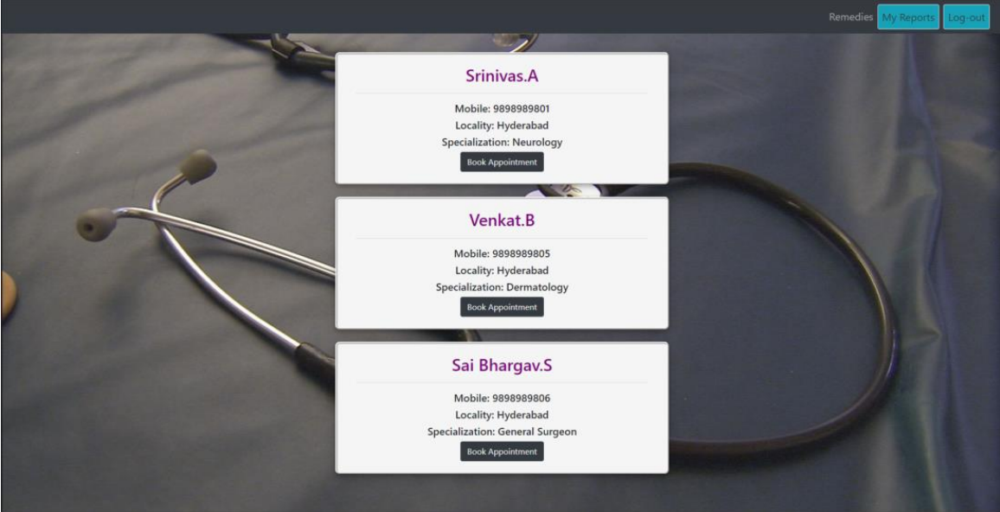 Remedies My Reports Log-out
Srinivas.A
Mobile: 9898989801
Locality: Hyderabad
Specialization: Neurology
Book Appointment
Venkat.B
Mobile: 9898989805
Locality: Hyderabad
Specialization: Dermatology
Book Appointment
Sai Bhargav.S
Mobile: 9898989806
Locality: Hyderabad
Specialization: General Surgeon
Book Appointment